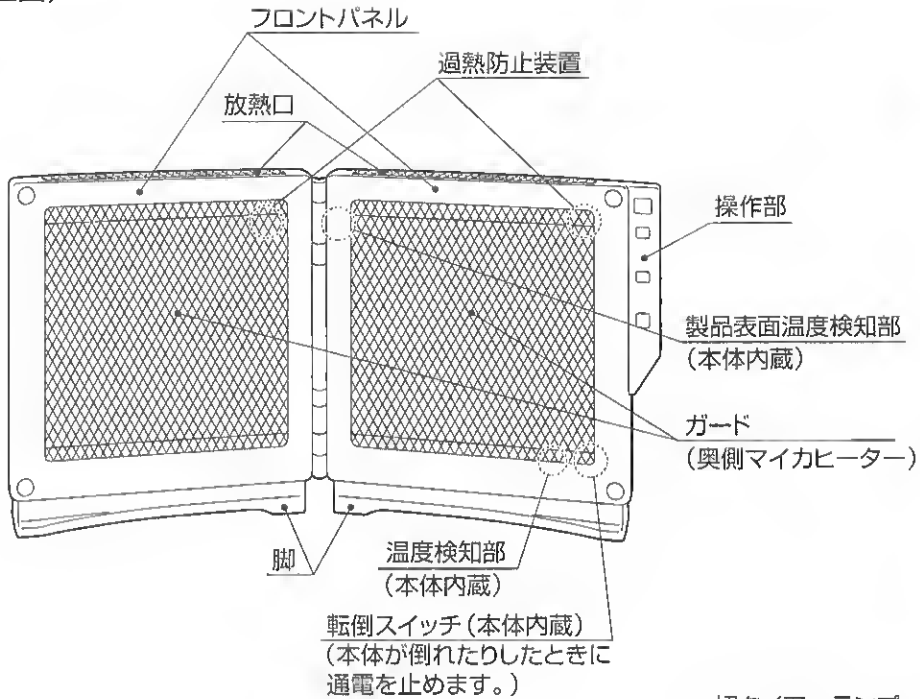 フロントパネル
過熱防止装置
放熱口
操作部
製品表面温度検知部
(本体内蔵)
ガード
(奥側マイカヒーター)
脚
温度検知部
(本体内蔵)
転倒スイッチ(本体内蔵)
(本体が倒れたりしたときに
通電を止めます。)